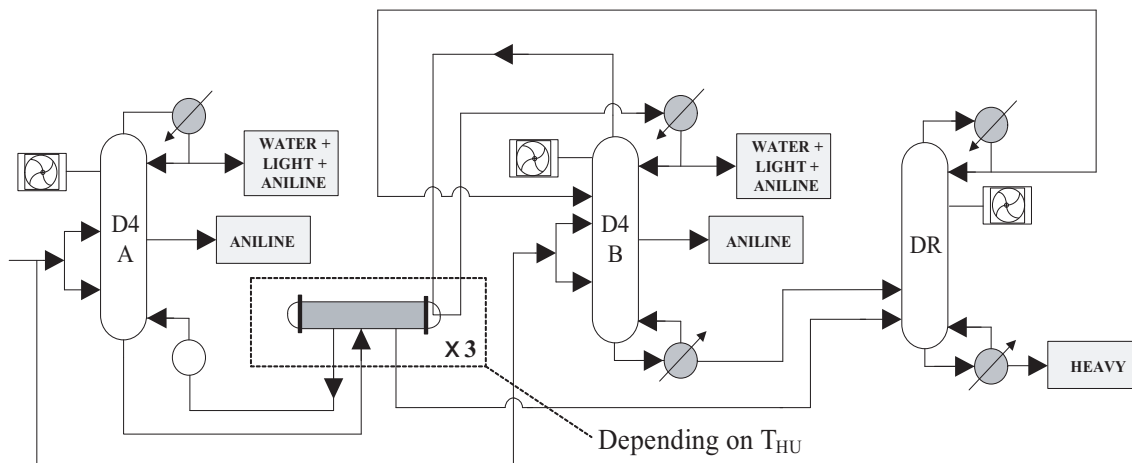 WATER +
LIGHT +
ANILINE
D4
A
ANILINE
X 3
WATER +
LIGHT +
ANILINE
D4
B
ANILINE
DR
HEAVY
Depending on THU